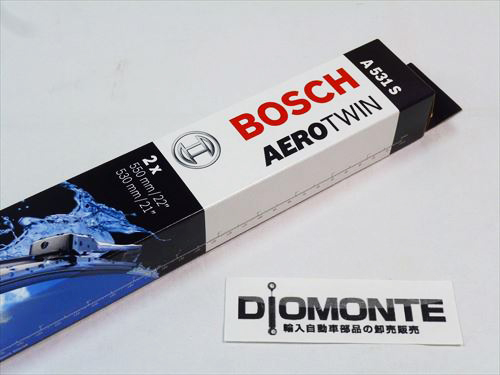 BOSCH
AEROTWIN
A 531 S
2 x
550 mm/22"
530 mm/21"
DIOMONTE
輸入自動車部品の卸売販売